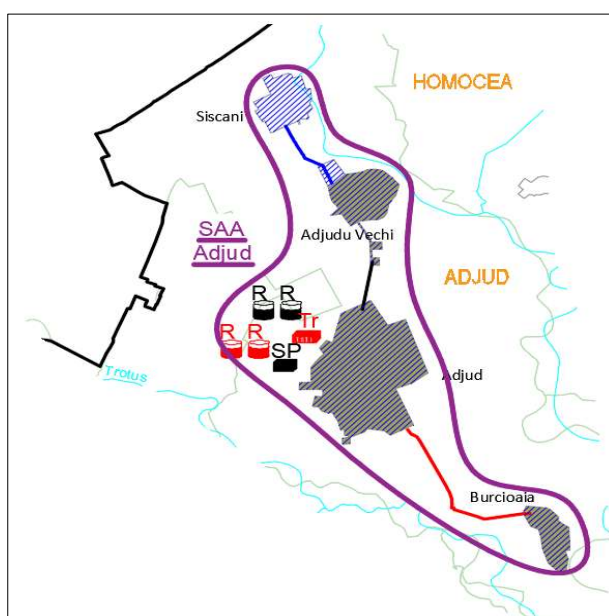 HOMOCEA
Siscani
SAA
Adjud
Adjudu Vechi
ADJUD
R R
Tr
R R
SP
Trotus
Adjud
Burcioaia